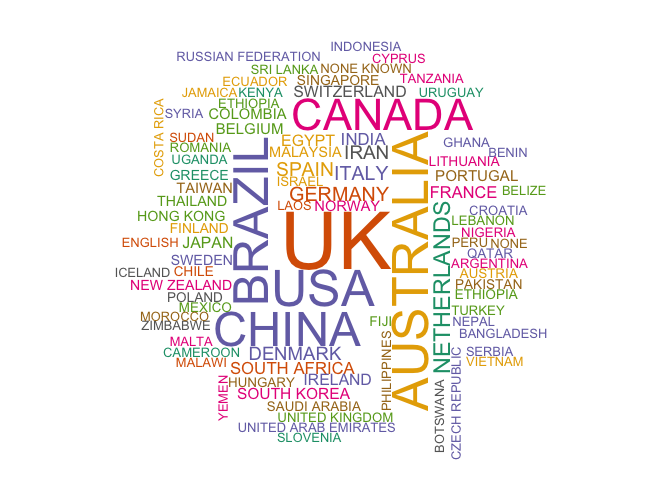 INDONESIA
RUSSIAN FEDERATION
CYPRUS
SRI LANKA
NONE KNOWN
ECUADOR
SINGAPORE
TANZANIA
JAMAICA
KENYA
SWITZERLAND
URUGUAY
COSTA RICA
ETHIOPIA
SYRIA
COLOMBIA
CANADA
BELGIUM
SUDAN
EGYPT
INDIA
GHANA
ROMANIA
MALAYSIA
IRAN
BENIN
UGANDA
LITHUANIA
GREECE
SPAIN
ITALY
PORTUGAL
TAIWAN
ISRAEL
BRAZIL
AUSTRALIA
GERMANY
FRANCE
BELIZE
THAILAND
LAOS
NORWAY
HONG KONG
CROATIA
FINLAND
UK
NETHERLANDS
LEBANON
NIGERIA
ENGLISH
JAPAN
PERU
NONE
SWEDEN
QATAR
ICELAND
CHILE
ARGENTINA
NEW ZEALAND
USA
AUSTRIA
POLAND
PAKISTAN
MEXICO
ETHIOPIA
MOROCCO
CHINA
FIJI
TURKEY
ZIMBABWE
NEPAL
MALTA
BANGLADESH
CAMEROON
DENMARK
SERBIA
MALAWI
SOUTH AFRICA
PHILIPPINES
VIETNAM
HUNGARY
IRELAND
YEMEN
SOUTH KOREA
BOTSWANA
CZECH REPUBLIC
SAUDI ARABIA
UNITED KINGDOM
UNITED ARAB EMIRATES
SLOVENIA